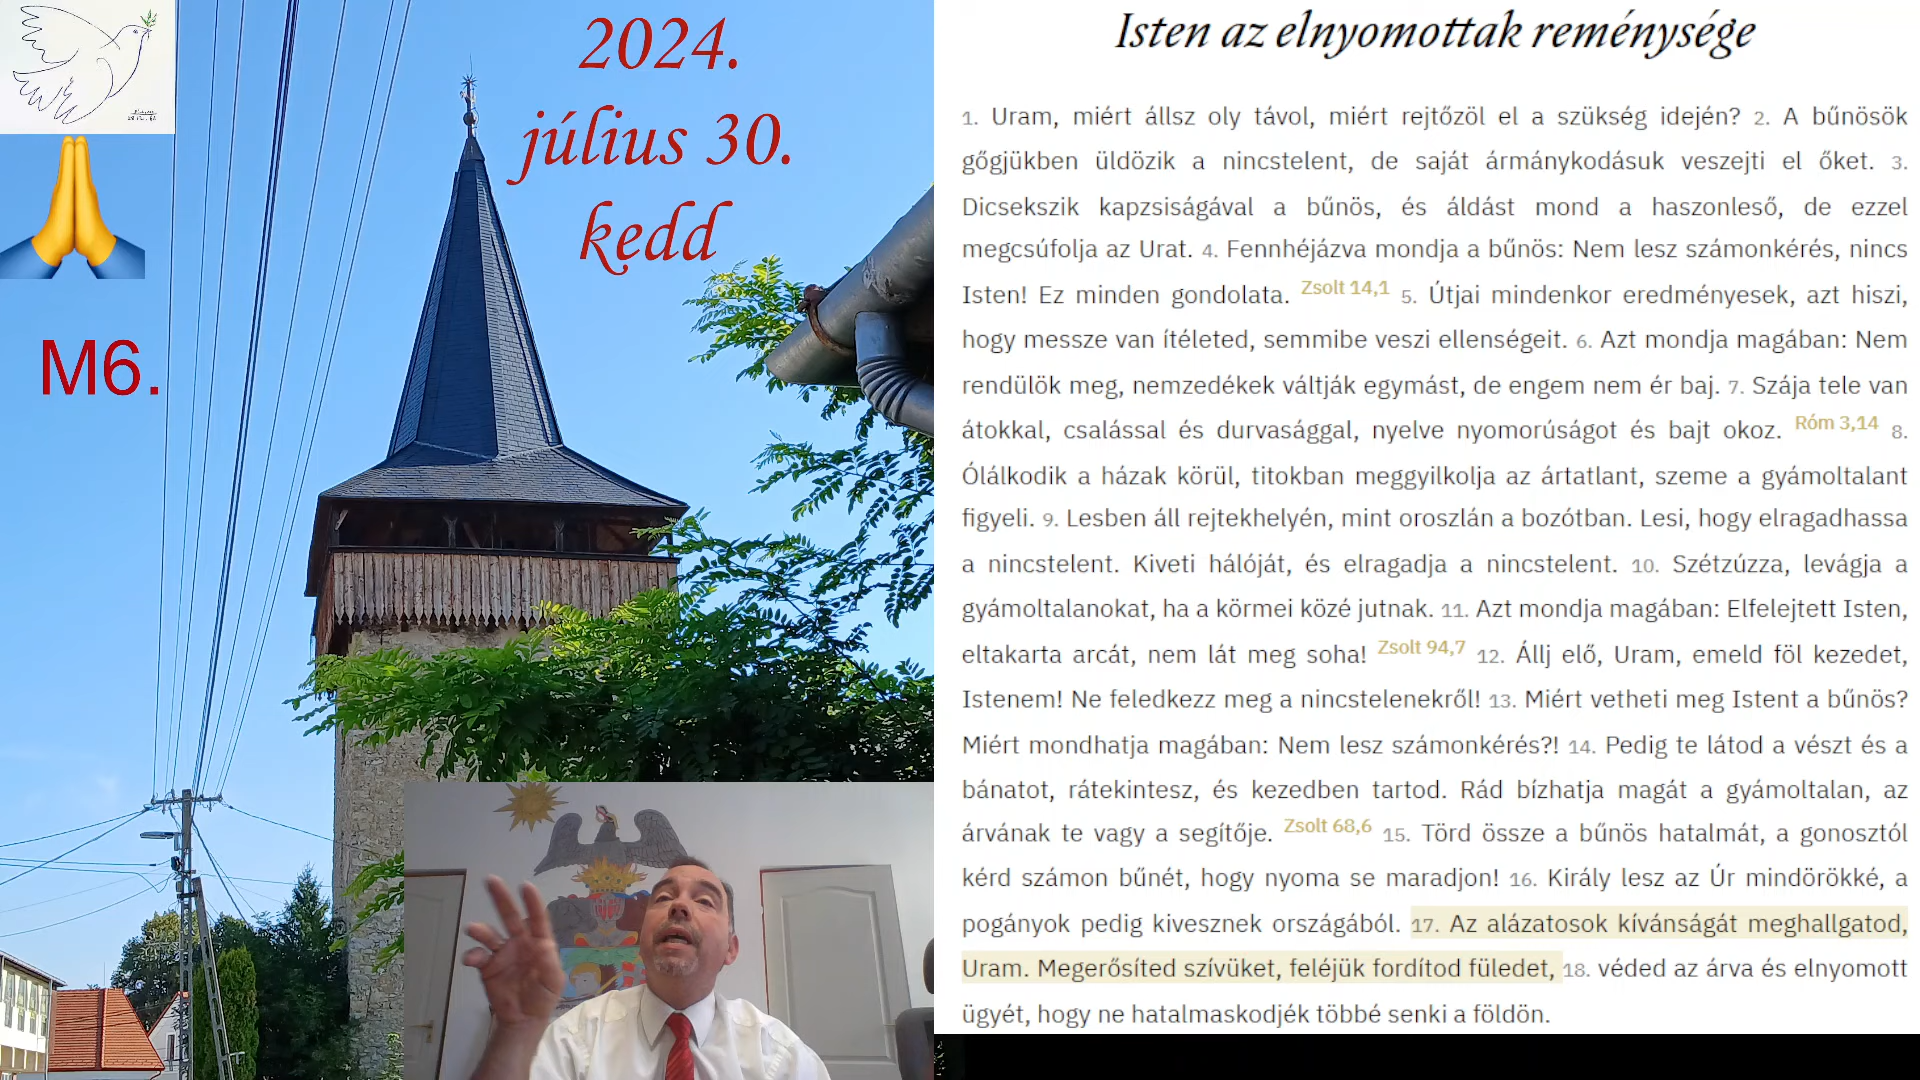 2024.
július 30.
kedd
M6.
Isten az elnyomottak reménysége
1. Uram, miért állsz oly távol, miért rejtőzöl el a szükség idején? 2. A bűnösök
gőgjükben üldözik a nincstelent, de saját ármánykodásuk veszejti el őket. 3.
Dicsekszik kapzsiságával a bűnös, és áldást mond a haszonleső, de ezzel
megcsúfolja az Urat. 4. Fennhéjázva mondja a bűnös: Nem lesz számonkérés, nincs
Isten! Ez minden gondolata. Zsolt 14,1 5. Útjai mindenkor eredményesek, azt hiszi,
hogy messze van ítéleted, semmibe veszi ellenségeit. 6. Azt mondja magában: Nem
rendülök meg, nemzedékek váltják egymást, de engem nem ér baj. 7. Szája tele van
átokkal, csalással és durvasággal, nyelve nyomorúságot és bajt okoz. Róm 3,14 8.
Ólálkodik a házak körül, titokban meggyilkolja az ártatlant, szeme a gyámoltalant
figyeli. 9. Lesben áll rejtekhelyén, mint oroszlán a bozótban. Lesi, hogy elragadhassa
a nincstelent. Kiveti hálóját, és elragadja a nincstelent. 10. Szétzúzza, levágja a
gyámoltalanokat, ha a körmei közé jutnak. 11. Azt mondja magában: Elfelejtett Isten,
eltakarta arcát, nem lát meg soha! Zsolt 94,7 12. Állj elő, Uram, emeld föl kezedet,
Istenem! Ne feledkezz meg a nincstelenekről! 13. Miért vetheti meg Istent a bűnös?
Miért mondhatja magában: Nem lesz számonkérés?! 14. Pedig te látod a vészt és a
bánatot, rátekintesz, és kezedben tartod. Rád bízhatja magát a gyámoltalan, az
árvának te vagy a segítője. Zsolt 68,6 15. Törd össze a bűnös hatalmát, a gonosztól
kérd számon bűnét, hogy nyoma se maradjon! 16. Király lesz az Úr mindörökké, a
pogányok pedig kivesznek országából. 17. Az alázatosok kívánságát meghallgatod,
Uram. Megerősíted szívüket, feléjük fordítod füledet, 18. véded az árva és elnyomott
ügyét, hogy ne hatalmaskodjék többé senki a földön.